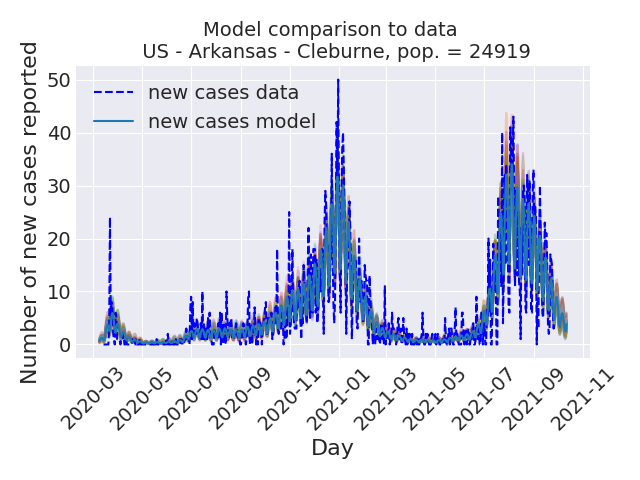 Model comparison to data
US - Arkansas - Cleburne, pop. = 24919
Number of new cases reported
50
40
30
20
10
0
new cases data
new cases model
2020-03
2020-05
2020-07
2020-09
2020-11
2021-01
2021-03
2021-05
2021-07
2021-09
2021-11
Day